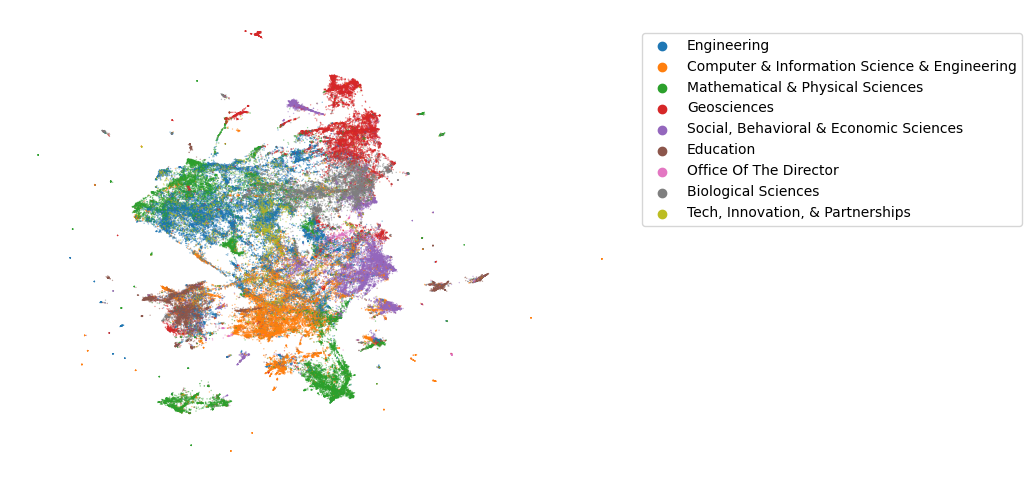 Engineering
Computer & Information Science & Engineering
Mathematical & Physical Sciences
Geosciences
Social, Behavioral & Economic Sciences
Education
Office Of The Director
Biological Sciences
Tech, Innovation, & Partnerships